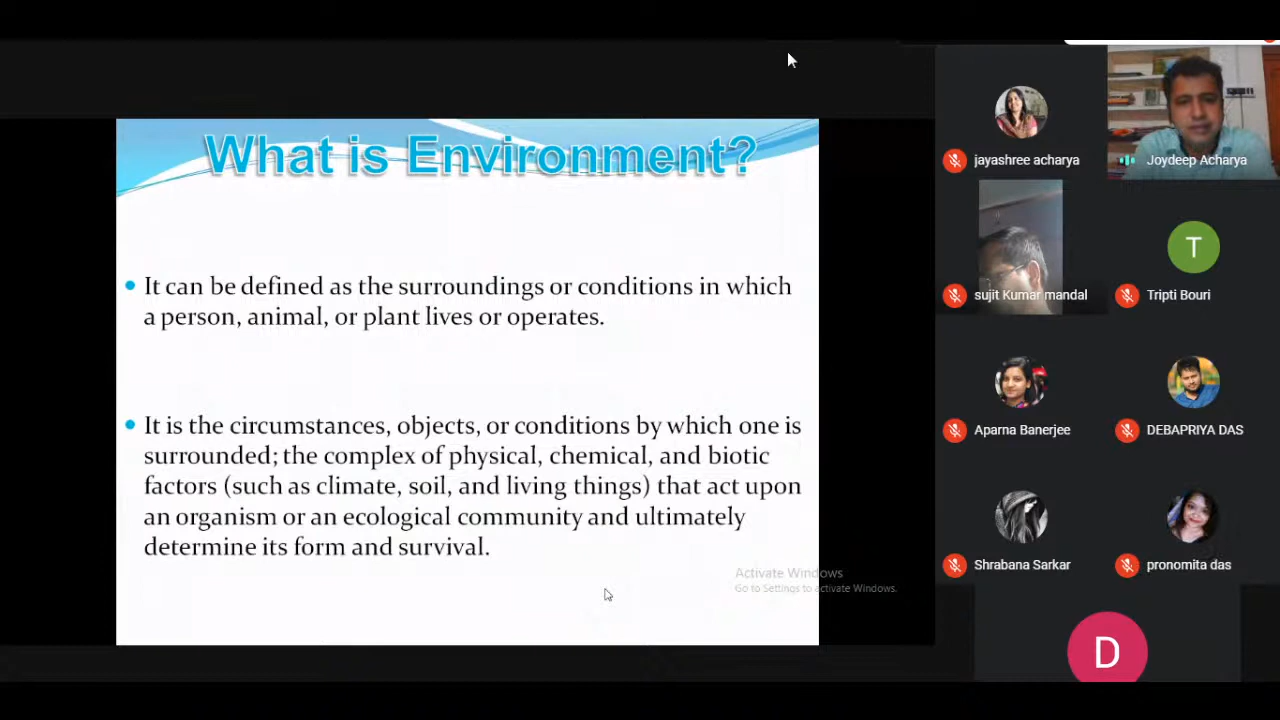 What is Environment?
It can be defined as the surroundings or conditions in which
a person, animal, or plant lives or operates.
It is the circumstances, objects, or conditions by which one is
surrounded; the complex of physical, chemical, and biotic
factors (such as climate, soil, and living things) that act upon
an organism or an ecological community and ultimately
determine its form and survival.
Activate Windows
Go to Settings to activate Windows.
jayashree acharya
Joydeep Acharya
sujit Kumar mandal
T
Tripti Bouri
Aparna Banerjee
DEBAPRIYA DAS
Shrabana Sarkar
pronomita das
D